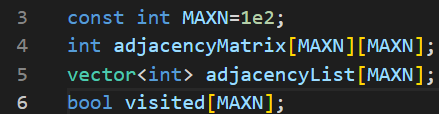 3 const int MAXN=1e2;
4 int adjacencyMatrix[MAXN][MAXN];
5 vector<int> adjacencyList[MAXN];
6 bool visited[MAXN];